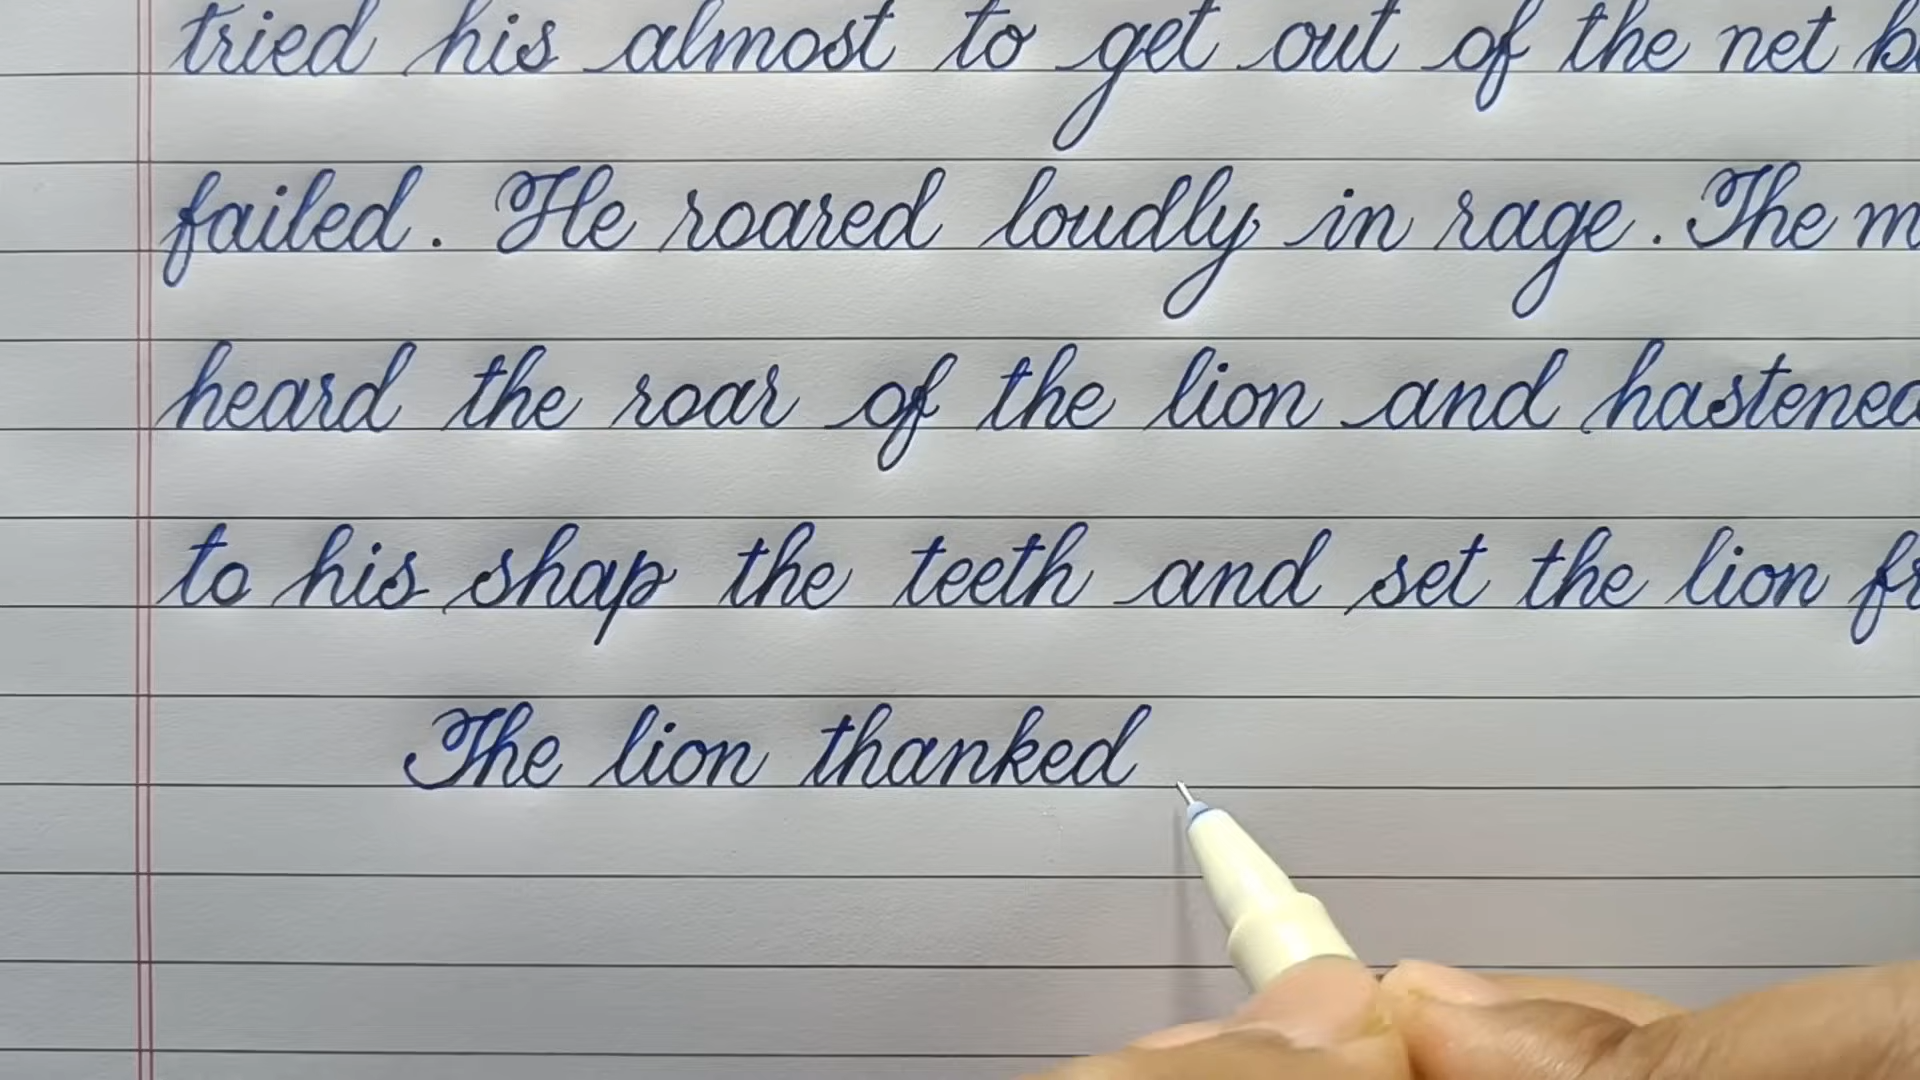 tried his almost to get out of the net
failed. He roared loudly in rage. The
heard the roar of the lion and hastened
to his shap the teeth and set the lion
The lion thanked